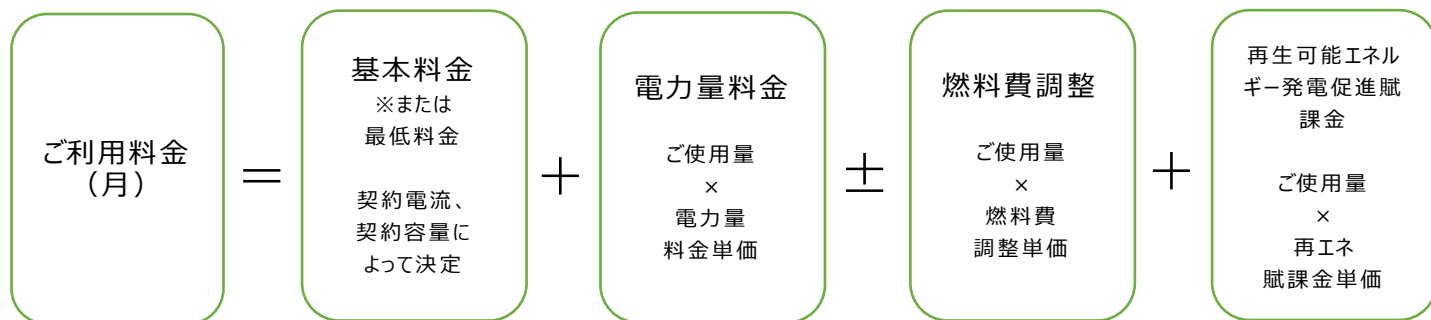 ご利用料金
（月）
＝
基本料金
※または
最低料金
契約電流、
契約容量に
よって決定
＋
電力量料金
ご使用量
×
電力量
料金単価
±
燃料費調整
ご使用量
×
燃料費
調整単価
＋
再生可能エネル
ギー発電促進賦
課金
ご使用量
×
再エネ
賦課金単価